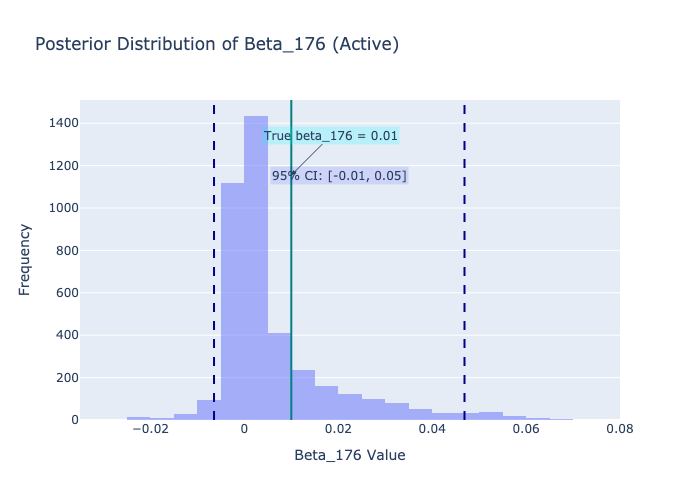 Posterior Distribution of Beta_176 (Active)
1400
1200
1000
800
600
400
200
0
Frequency
True beta_176 = 0.01
95% CI: [-0.01, 0.05]
−0.02
0
0.02
0.04
0.06
0.08
Beta_176 Value